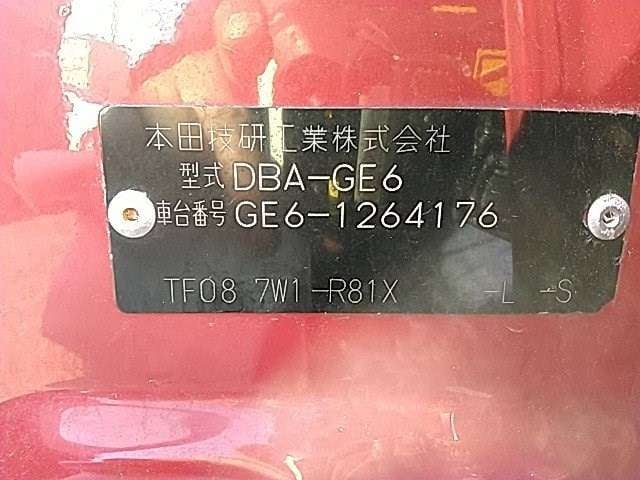 本田技研工業株式会社
型式 DBA-GE6
車台番号 GE6-1264176
TF08 7W1-R81X -L -S